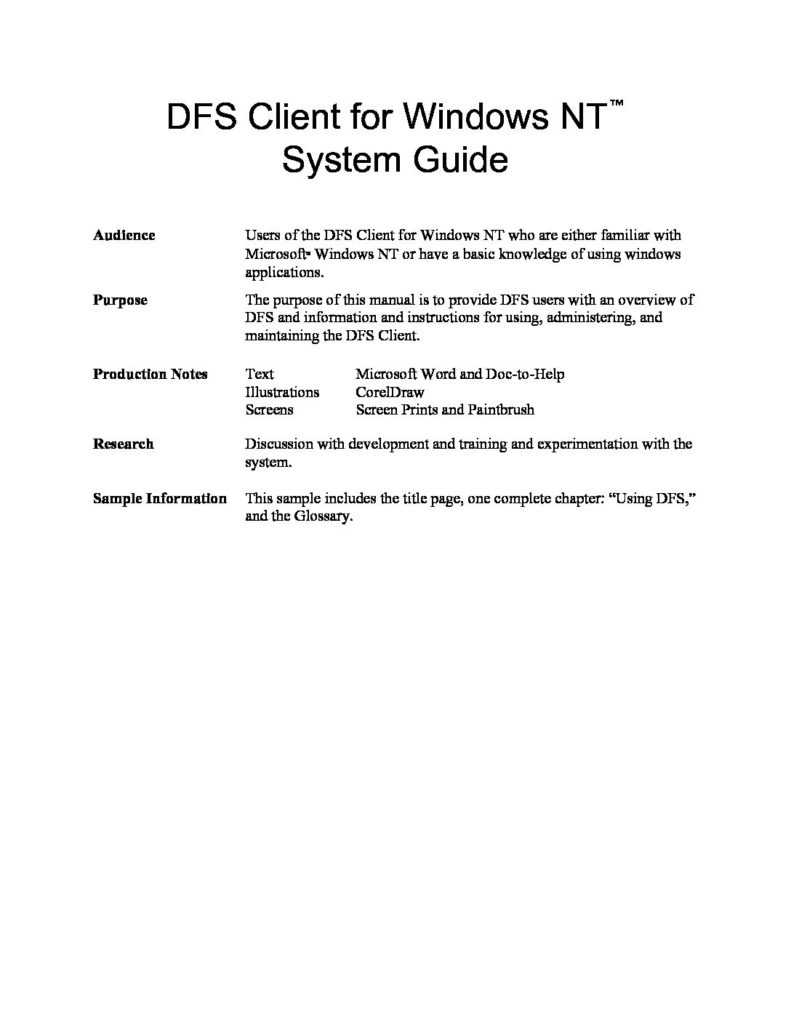 DFS Client for Windows NT™
System Guide
Audience Users of the DFS Client for Windows NT who are either familiar with
Microsoft® Windows NT or have a basic knowledge of using windows
applications.
Purpose The purpose of this manual is to provide DFS users with an overview of
DFS and information and instructions for using, administering, and
maintaining the DFS Client.
Production Notes Text Microsoft Word and Doc-to-Help
Illustrations CorelDraw
Screens Screen Prints and Paintbrush
Research Discussion with development and training and experimentation with the
system.
Sample Information This sample includes the title page, one complete chapter: “Using DFS,”
and the Glossary.